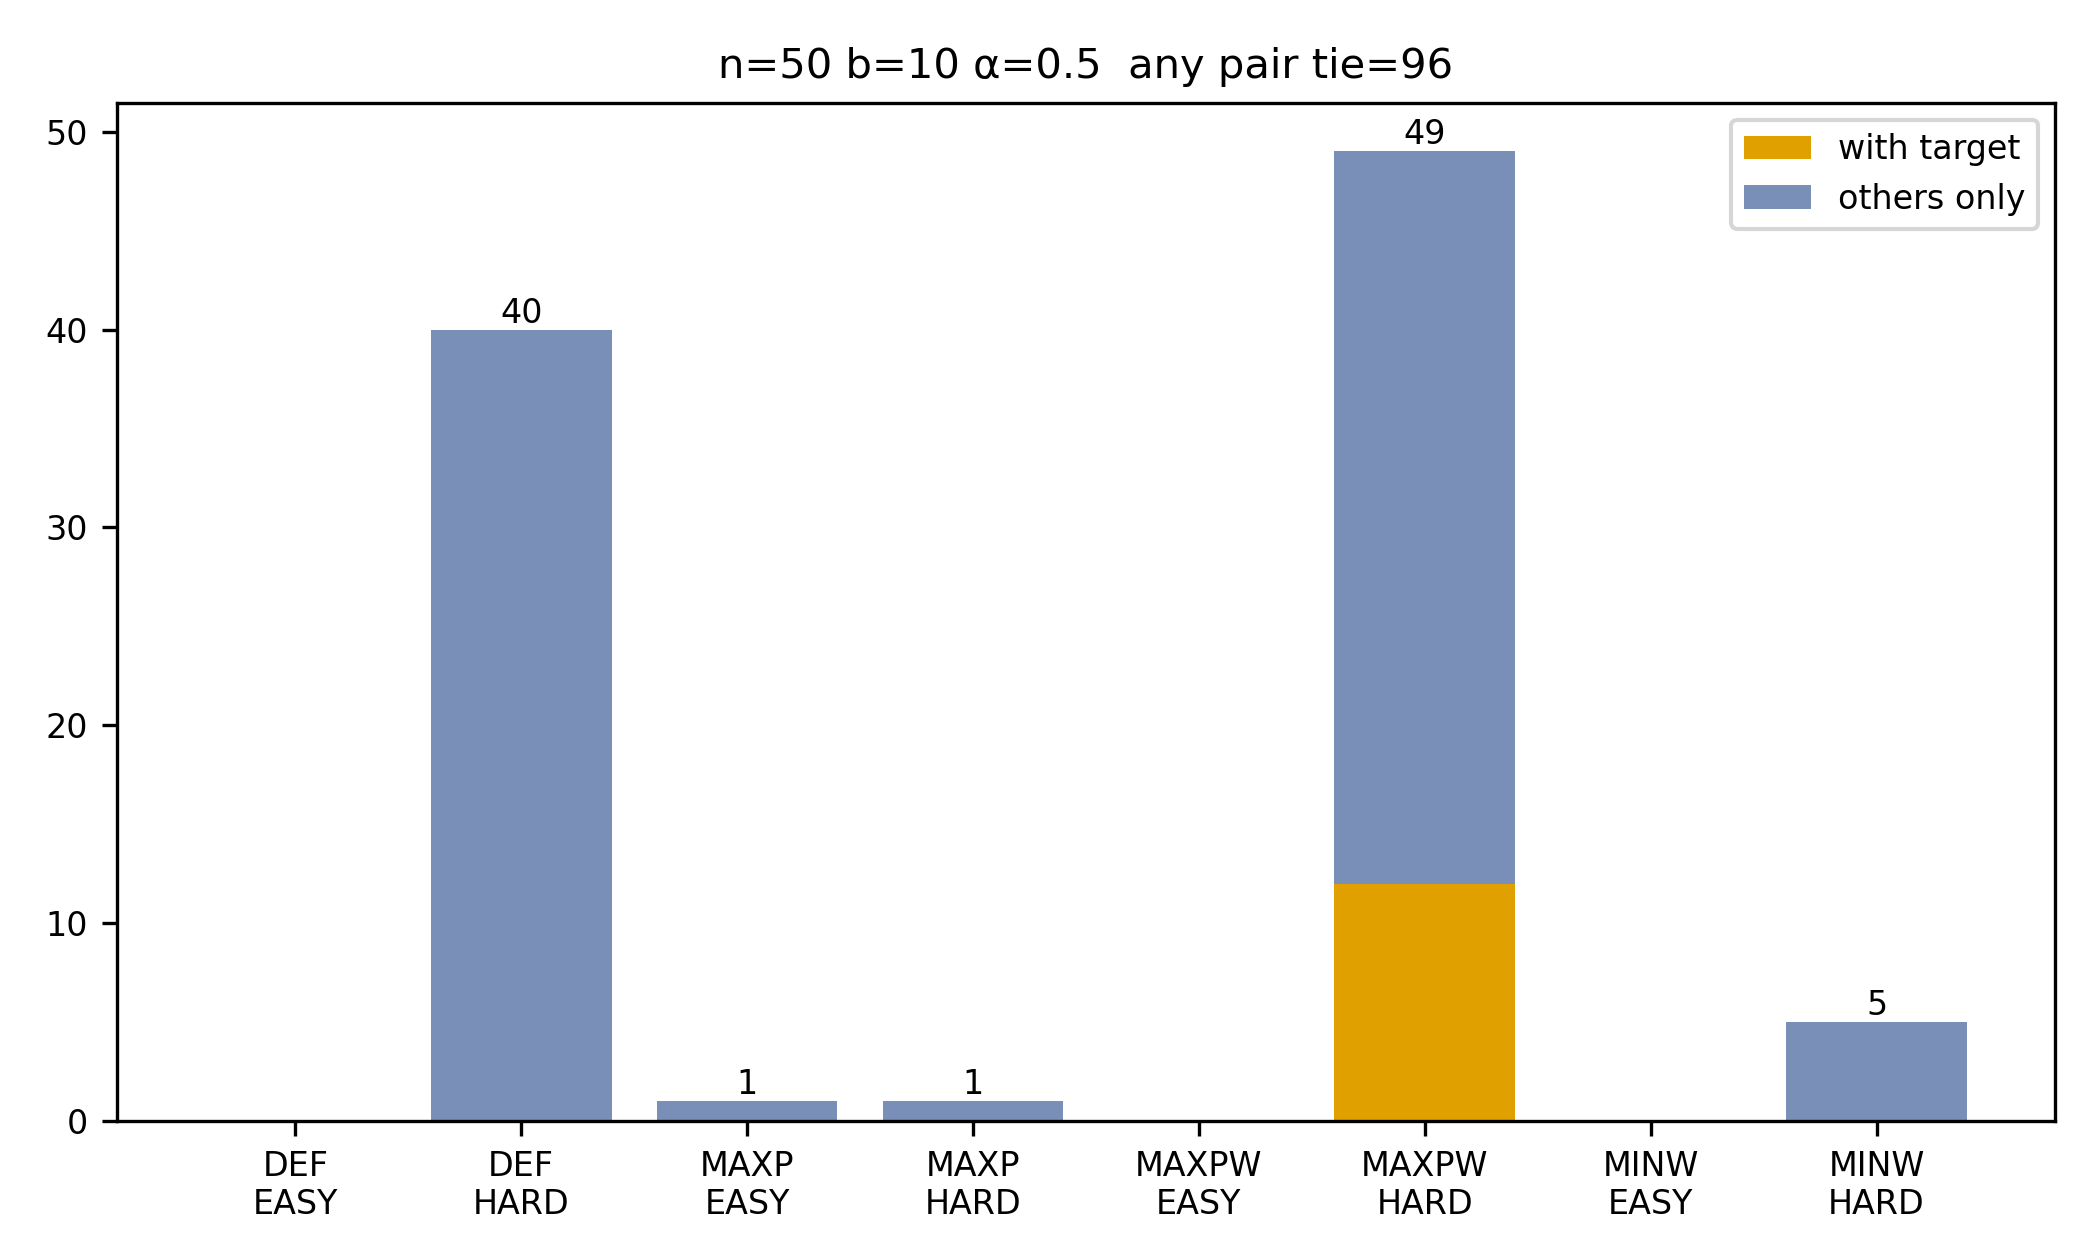 n=50 b=10 α=0.5  any pair tie=96
with target
others only
50
40
30
20
10
0
40
1
1
49
5
DEF
EASY
DEF
HARD
MAXP
EASY
MAXP
HARD
MAXPW
EASY
MAXPW
HARD
MINW
EASY
MINW
HARD